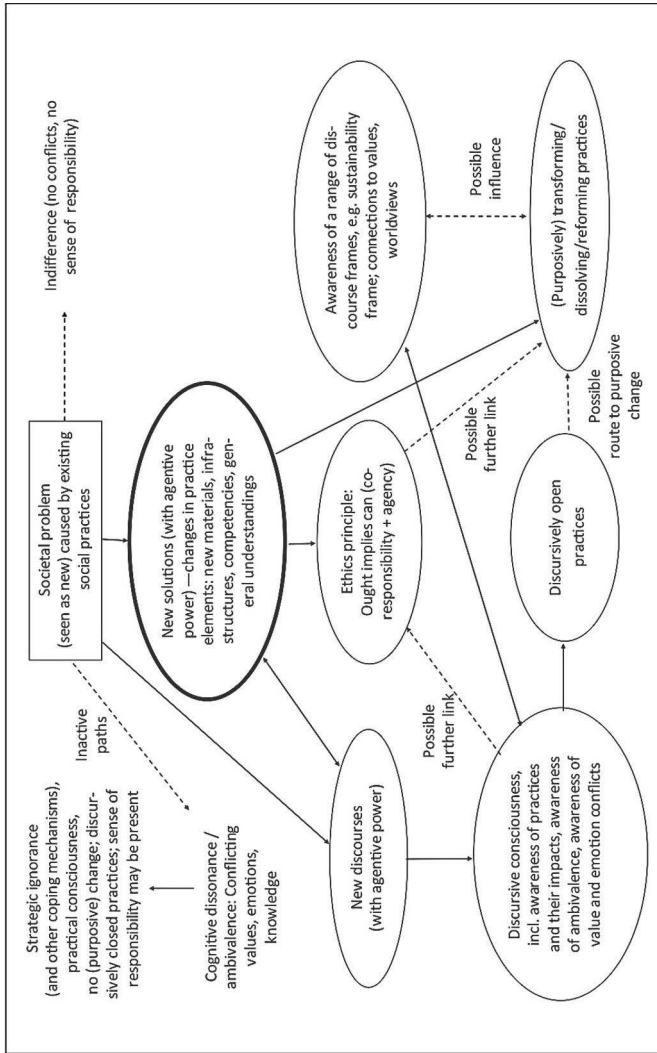 Strategic ignorance
(and other coping mechanisms),
practical consciousness,
no (purposive) change; discur-
sively closed practices; sense of
responsibility may be present
Inactive
paths
Societal problem
(seen as new) caused by existing
social practices
Indifference (no conflicts, no
sense of responsibility)
Cognitive dissonance /
ambivalence: Conflicting
values, emotions,
knowledge
New solutions (with agentive
power) —changes in practice
elements: new materials, infra-
structures, competencies, gen-
eral understandings
New discourses
(with agentive power)
Ethics principle:
Ought implies can (co-
responsibility + agency)
Awareness of a range of dis-
course frames, e.g. sustainability
frame; connections to values,
worldviews
Possible
further link
Possible
further link
Possible
influence
Discursive consciousness,
incl. awareness of practices
and their impacts, awareness
of ambivalence, awareness of
value and emotion conflicts
Discursively open
practices
Possible
route to purposive
change
(Purposively) transforming/
dissolving/reforming practices